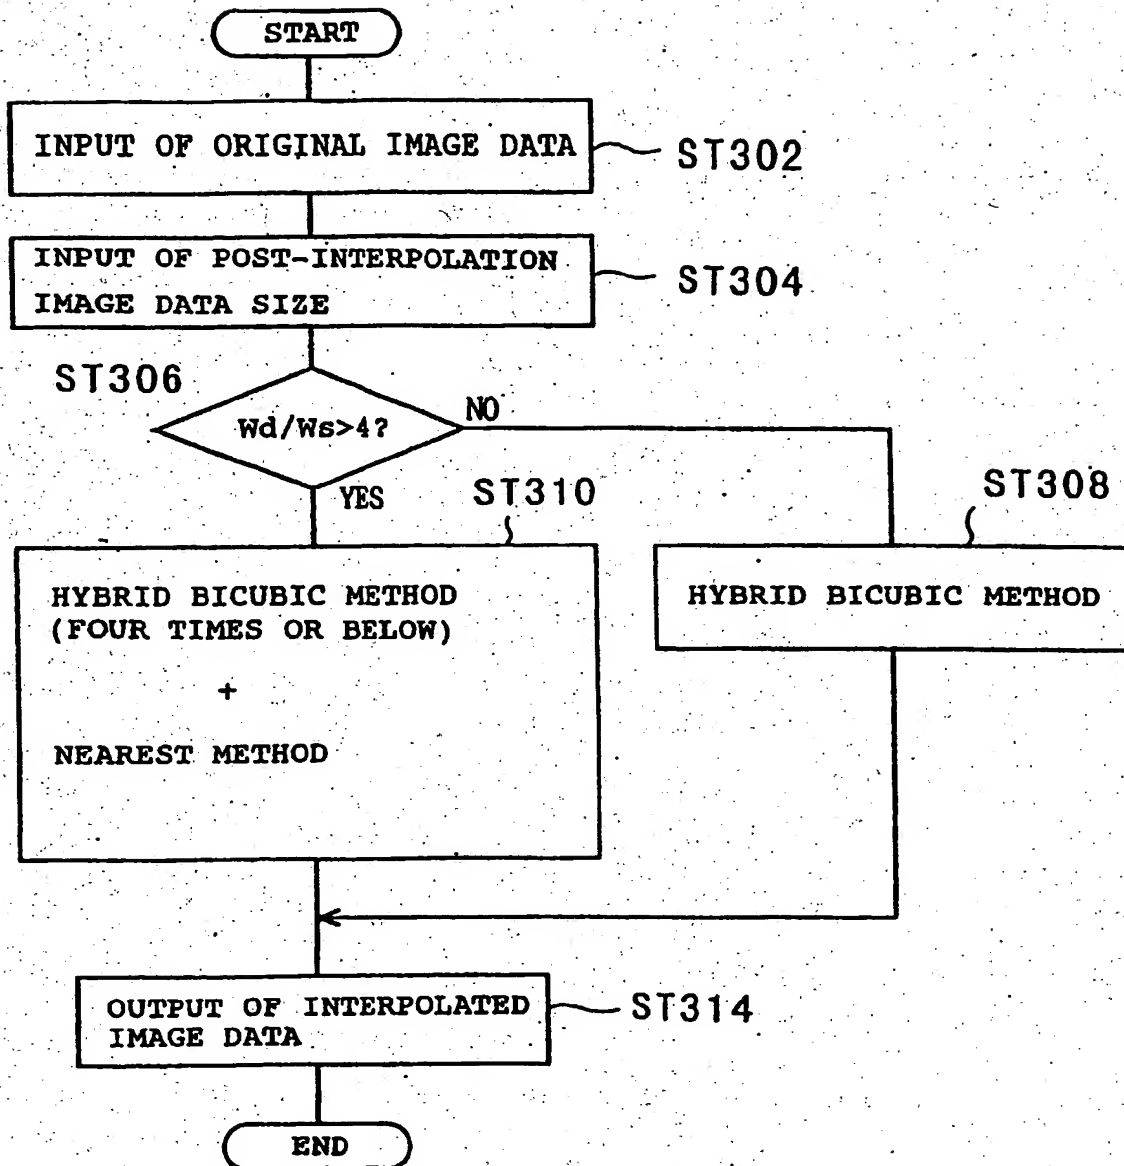 START
INPUT OF ORIGINAL IMAGE DATA
ST302
INPUT OF POST-INTERPOLATION
IMAGE DATA SIZE
ST304
ST306
Wd/Ws>4?
NO
YES
ST310
ST308
HYBRID BICUBIC METHOD
(FOUR TIMES OR BELOW)
+
NEAREST METHOD
HYBRID BICUBIC METHOD
OUTPUT OF INTERPOLATED
IMAGE DATA
ST314
END